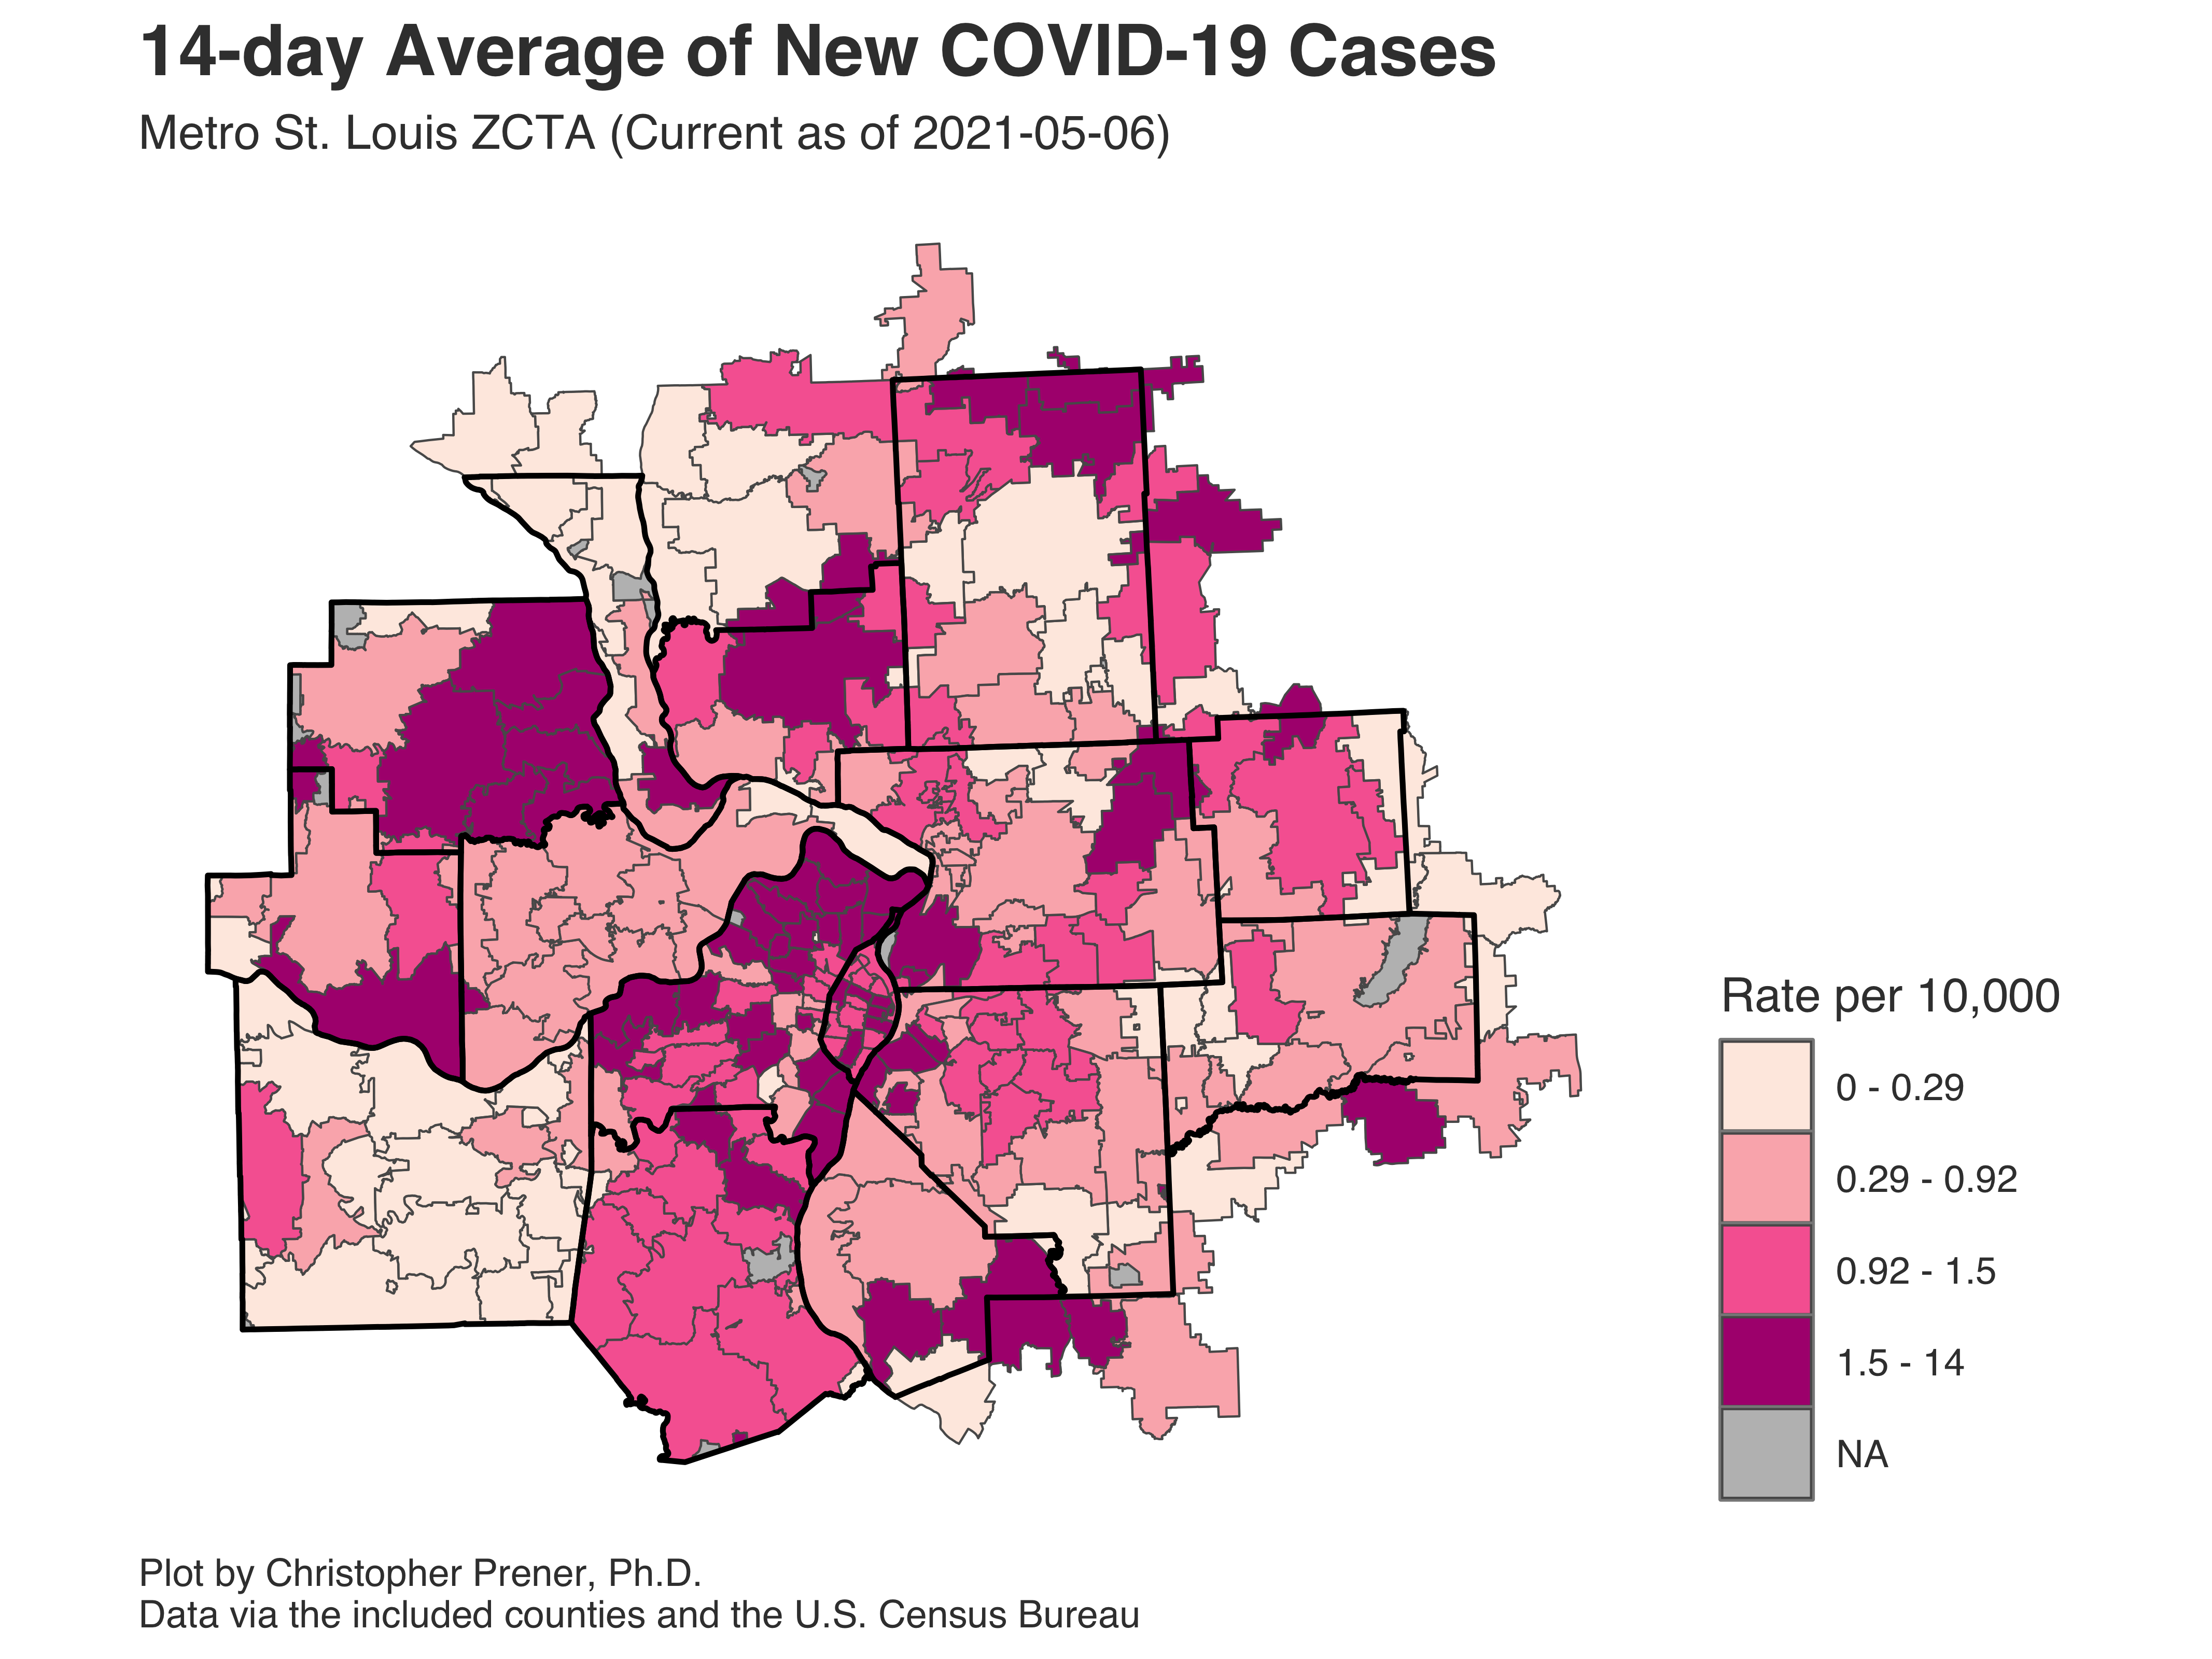 14-day Average of New COVID-19 Cases
Metro St. Louis ZCTA (Current as of 2021-05-06)
Rate per 10,000
0 - 0.29
0.29 - 0.92
0.92 - 1.5
1.5 - 14
NA
Plot by Christopher Prener, Ph.D.
Data via the included counties and the U.S. Census Bureau